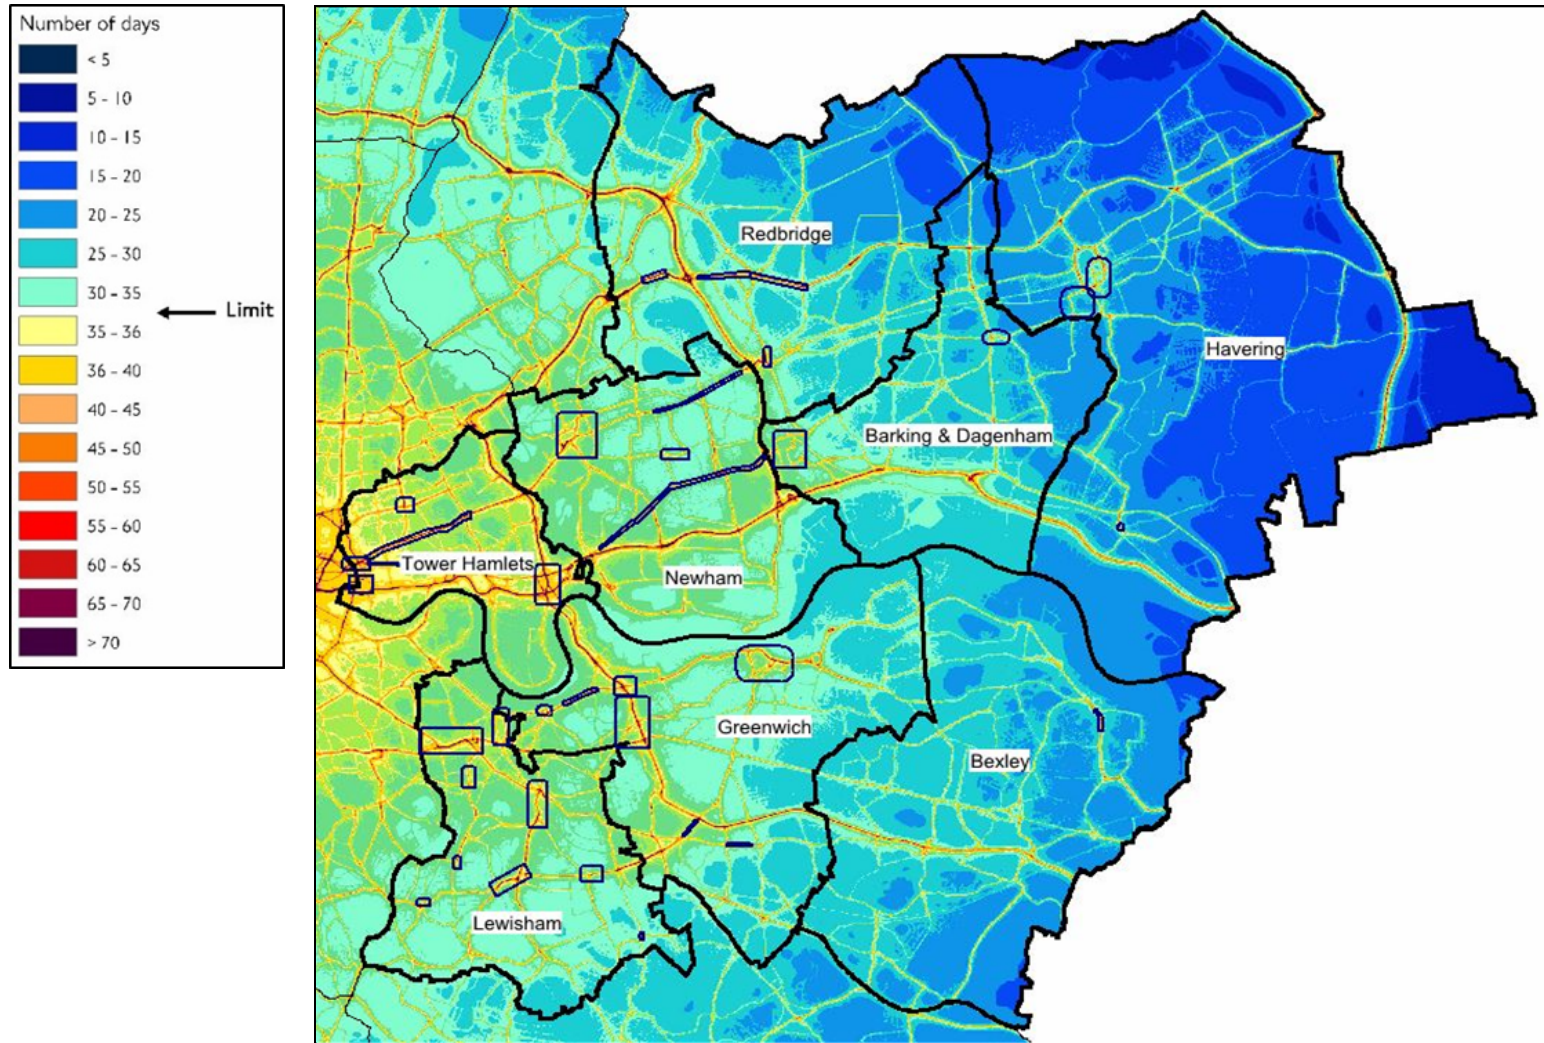 Number of days
< 5
5 - 10
10 - 15
15 - 20
20 - 25
25 - 30
30 - 35
Limit
35 - 36
36 - 40
40 - 45
45 - 50
50 - 55
55 - 60
60 - 65
65 - 70
> 70
Redbridge
Havering
Barking & Dagenham
Tower Hamlets
Newham
Greenwich
Bexley
Lewisham